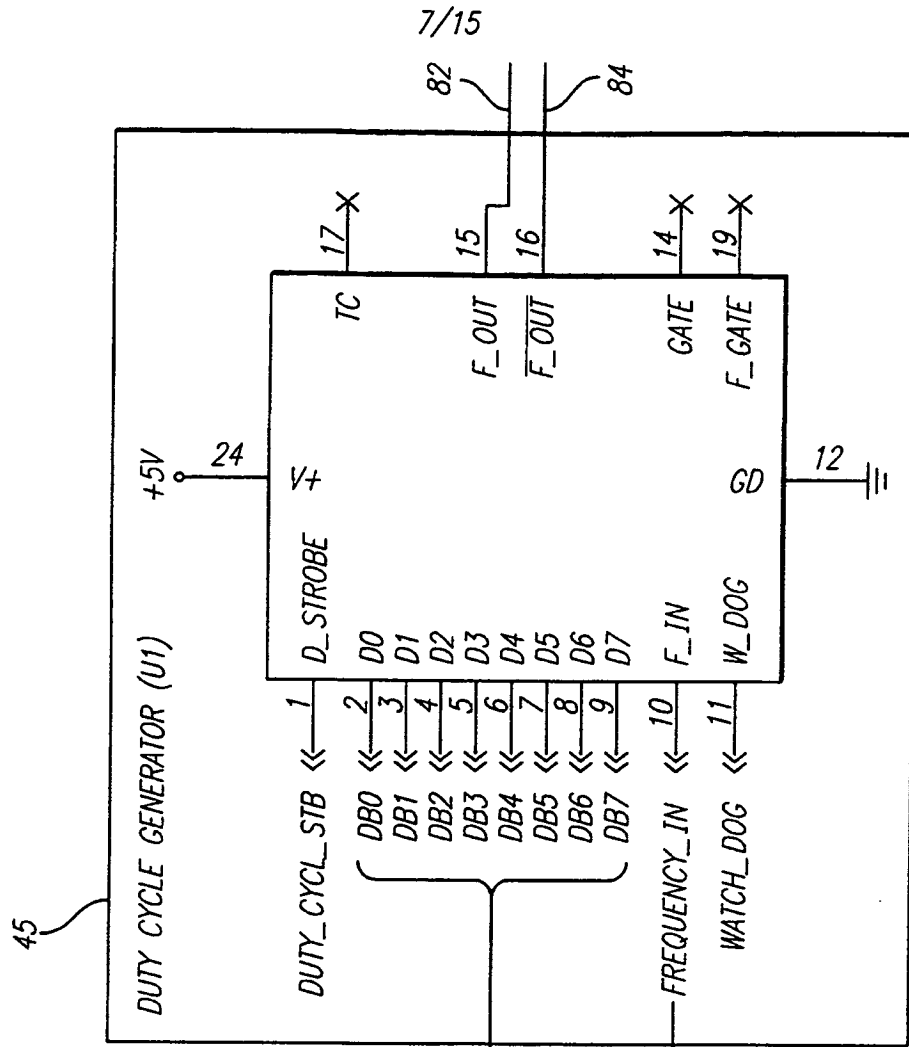 7/15
45
DUTY CYCLE GENERATOR (U1)
+5V
24
V+
DUTY_CYCL_STB 1 D_STROBE
DB0 2 D0
DB1 3 D1
DB2 4 D2
DB3 5 D3
DB4 6 D4
DB5 7 D5
DB6 8 D6
DB7 9 D7
FREQUENCY_IN 10 F_IN
WATCH_DOG 11 W_DOG
TC 17
F_OUT 15
82
F_OUT 16
84
GATE 14
F_GATE 19
GD
12